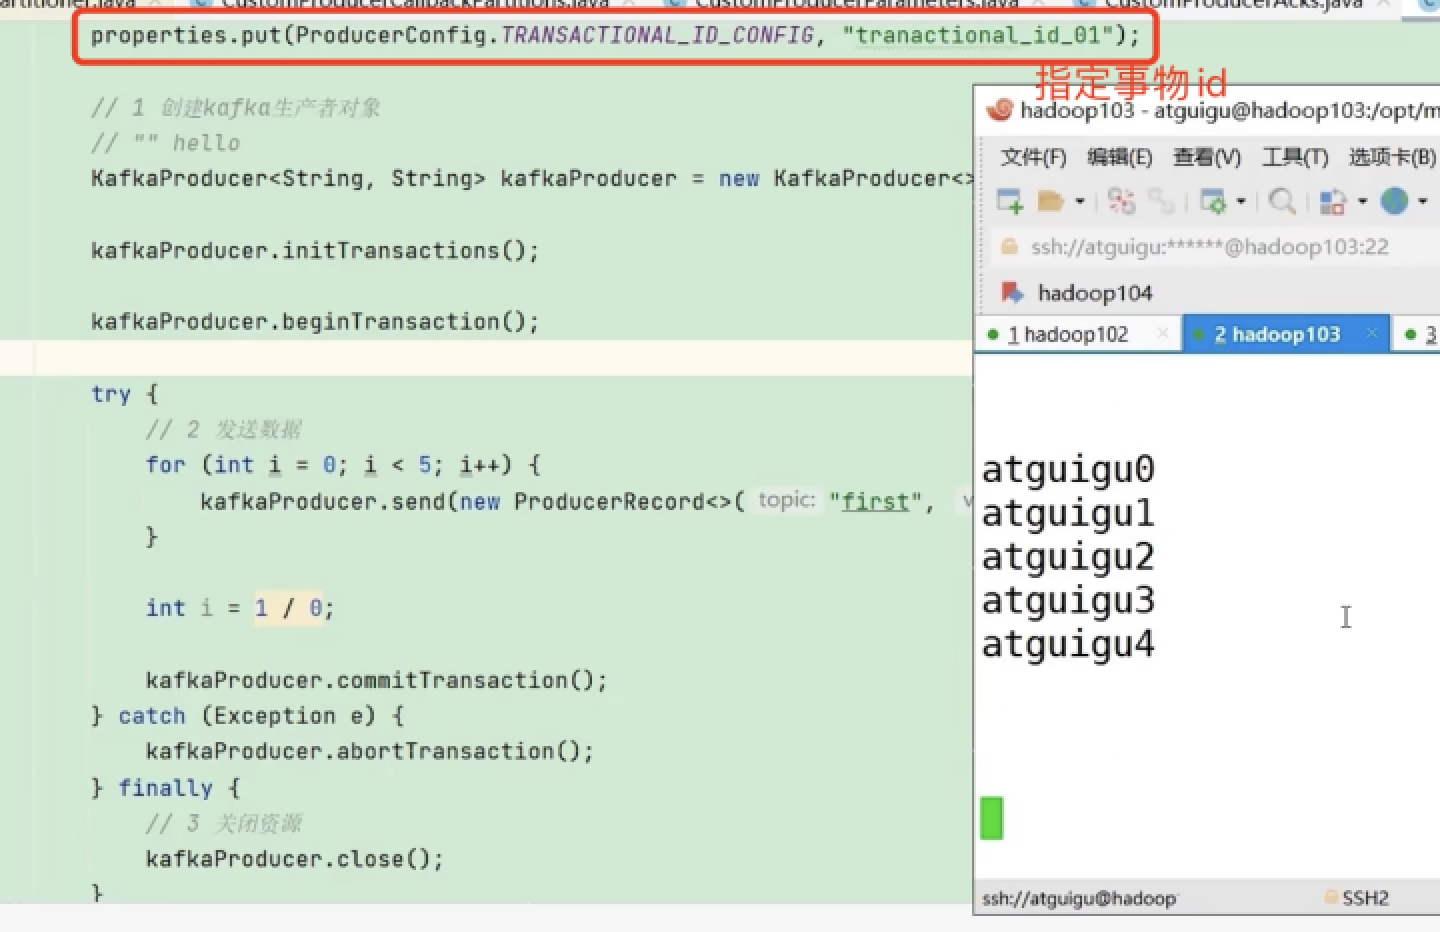 CustomProducerCallbackPartitions.java
CustomProducerParameters.java
CustomProducerAcks.java
properties.put(ProducerConfig.TRANSACTIONAL_ID_CONFIG, "tranactional_id_01");
指定事物id
// 1 创建kafka生产者对象
// "" hello
KafkaProducer<String, String> kafkaProducer = new KafkaProducer<>
kafkaProducer.initTransactions();
kafkaProducer.beginTransaction();
try {
// 2 发送数据
for (int i = 0; i < 5; i++) {
kafkaProducer.send(new ProducerRecord<>( topic: "first",
}
int i = 1 / 0;
kafkaProducer.commitTransaction();
} catch (Exception e) {
kafkaProducer.abortTransaction();
} finally {
// 3 关闭资源
kafkaProducer.close();
}
hadoop103 - atguigu@hadoop103:/opt/m
文件(F) 编辑(E) 查看(V) 工具(T) 选项卡(B)
ssh://atguigu:******@hadoop103:22
hadoop104
1 hadoop102 × 2 hadoop103 × 3
atguigu0
atguigu1
atguigu2
atguigu3
atguigu4
ssh://atguigu@hadoop
SSH2